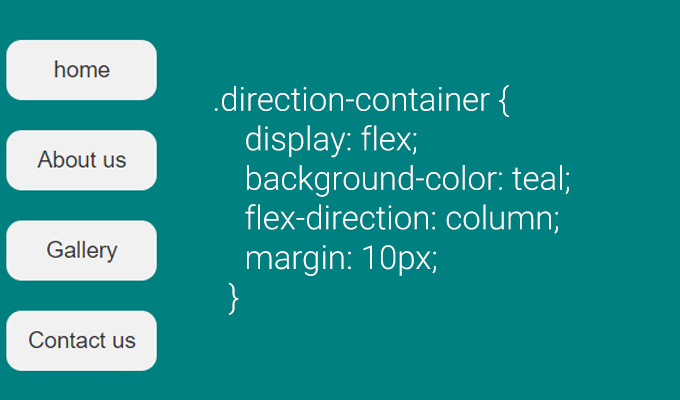 home
About us
Gallery
Contact us
.direction-container {
display: flex;
background-color: teal;
flex-direction: column;
margin: 10px;
}